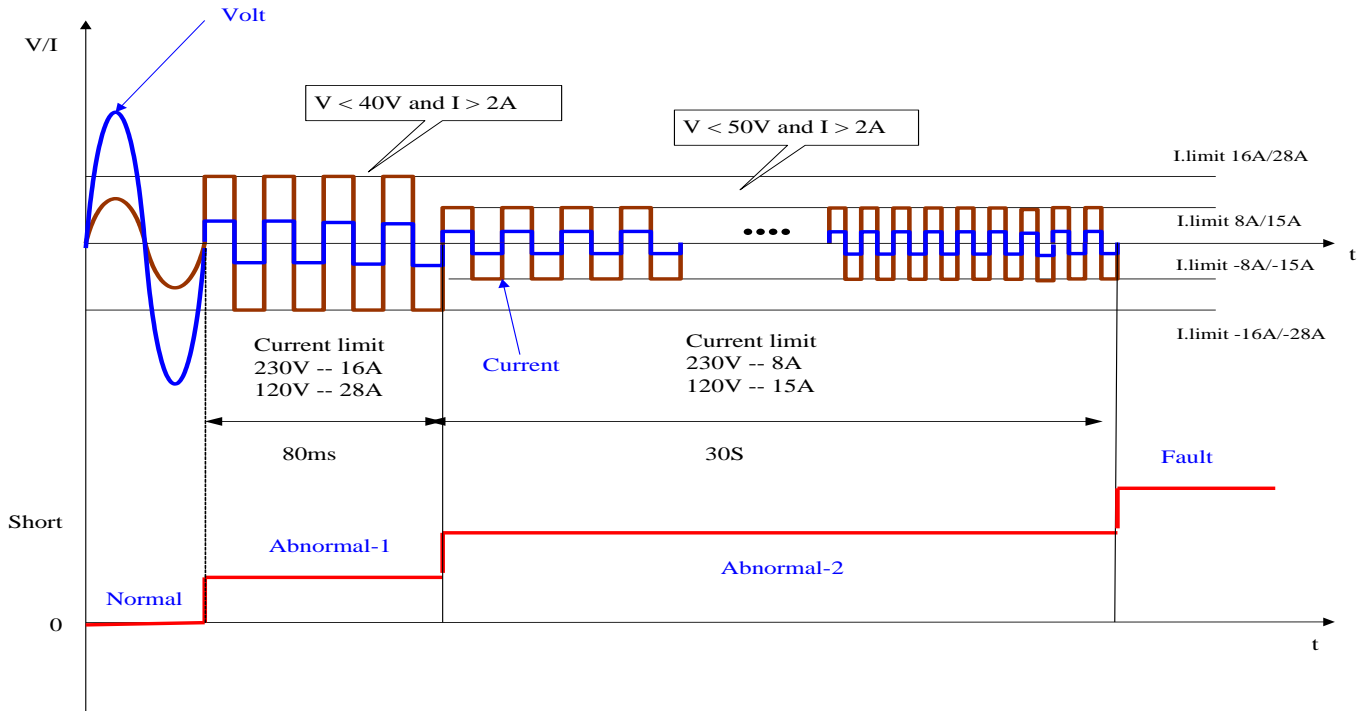 Volt
V/I
V < 40V and I > 2A
V < 50V and I > 2A
I.limit 16A/28A
I.limit 8A/15A
t
I.limit -8A/-15A
I.limit -16A/-28A
Current limit
230V -- 16A
120V -- 28A
Current
Current limit
230V -- 8A
120V -- 15A
80ms
30S
Fault
Short
Abnormal-1
Abnormal-2
Normal
0
t